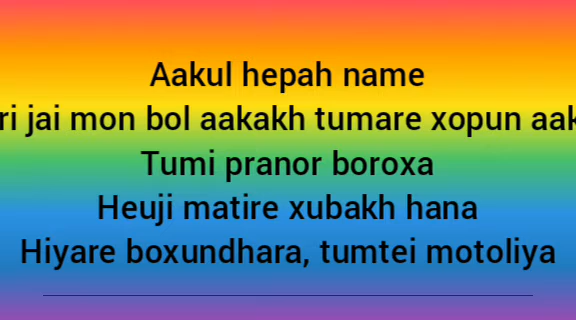 Aakul hepah name
ri jai mon bol aakakh tumare xopun aak
Tumi pranor boroxa
Heuji matire xubakh hana
Hiyare boxundhara, tumtei motoliya